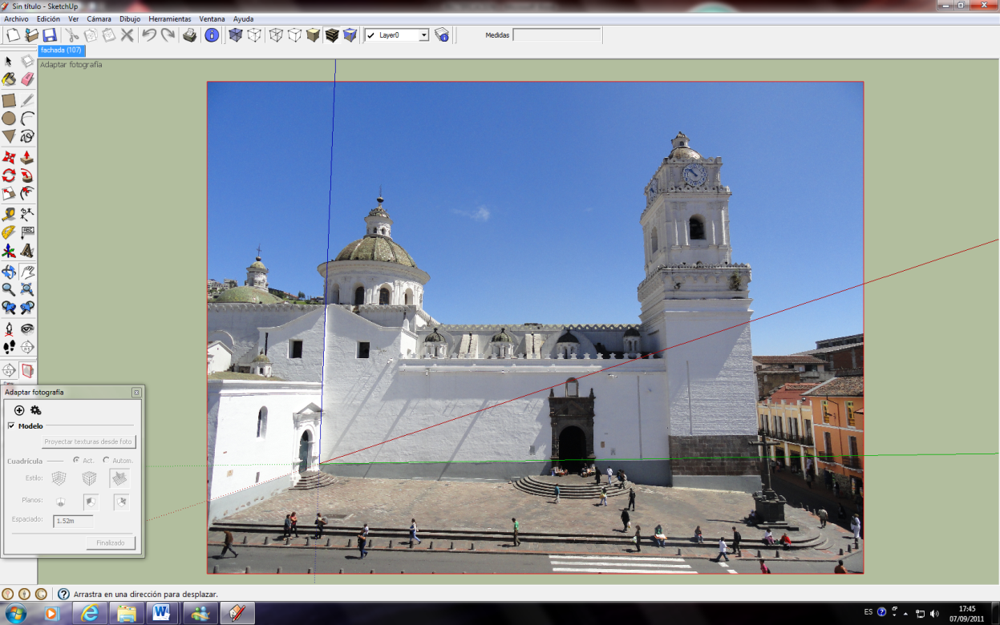 Sin título - SketchUp
Archivo Edición Ver Cámara Dibujo Herramientas Ventana Ayuda
Layer0
Medidas
fachada (107)
Adaptar fotografía
ABC
Adaptar fotografía
Modelo
Proyectar texturas desde foto
Cuadrícula Act. Autom.
Estilo:
Planos:
Espaciado: 1.52m
Finalizado
Arrastra en una dirección para desplazar.
ES
17:45
07/09/2011